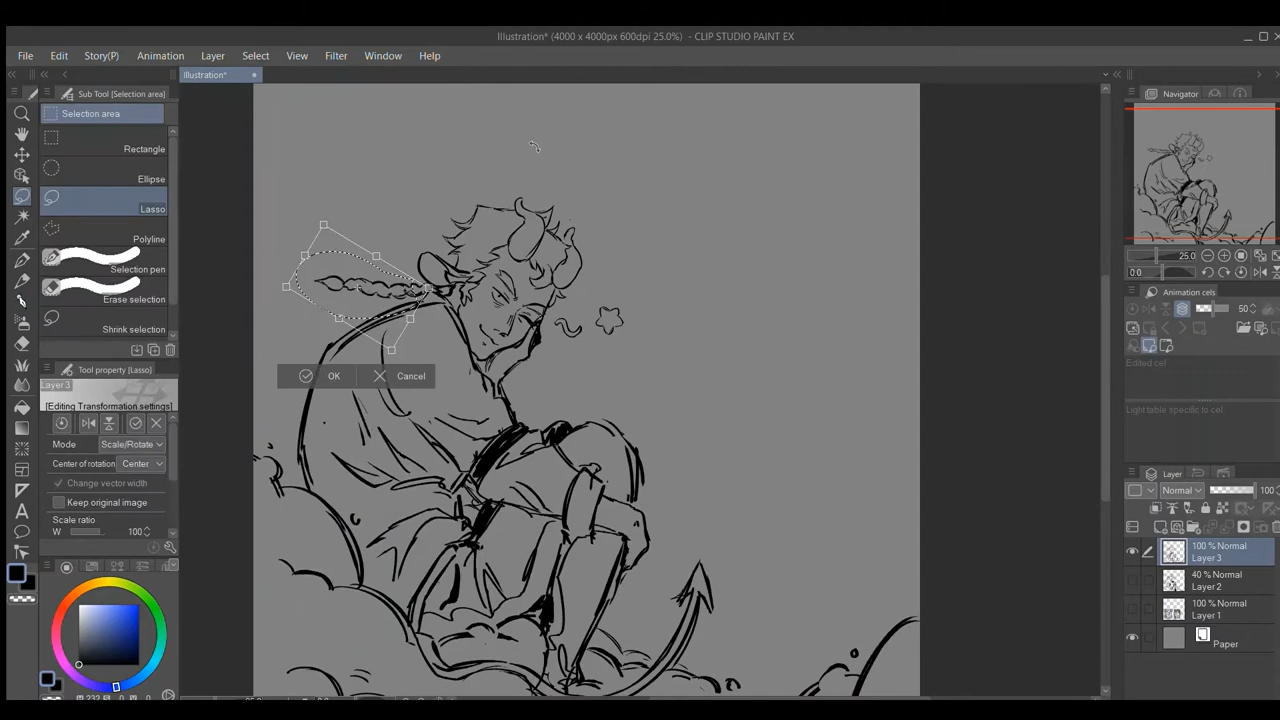 Illustration* (4000 x 4000px 600dpi 25.0%) - CLIP STUDIO PAINT EX
File Edit Story(P) Animation Layer Select View Filter Window Help
Illustration*
Sub Tool [Selection area]
Selection area
Rectangle
Ellipse
Lasso
Polyline
Selection pen
Erase selection
Shrink selection
Tool property [Lasso]
Layer 3
[Editing Transformation settings]
Mode Scale/Rotate
Center of rotation Center
Change vector width
Keep original image
Scale ratio
W 100
OK Cancel
Navigator
25.0
0.0
Animation cels
50
Edited cel
Light table specific to cel
Layer
Normal 100
100 % Normal
Layer 3
40 % Normal
Layer 2
100 % Normal
Layer 1
Paper